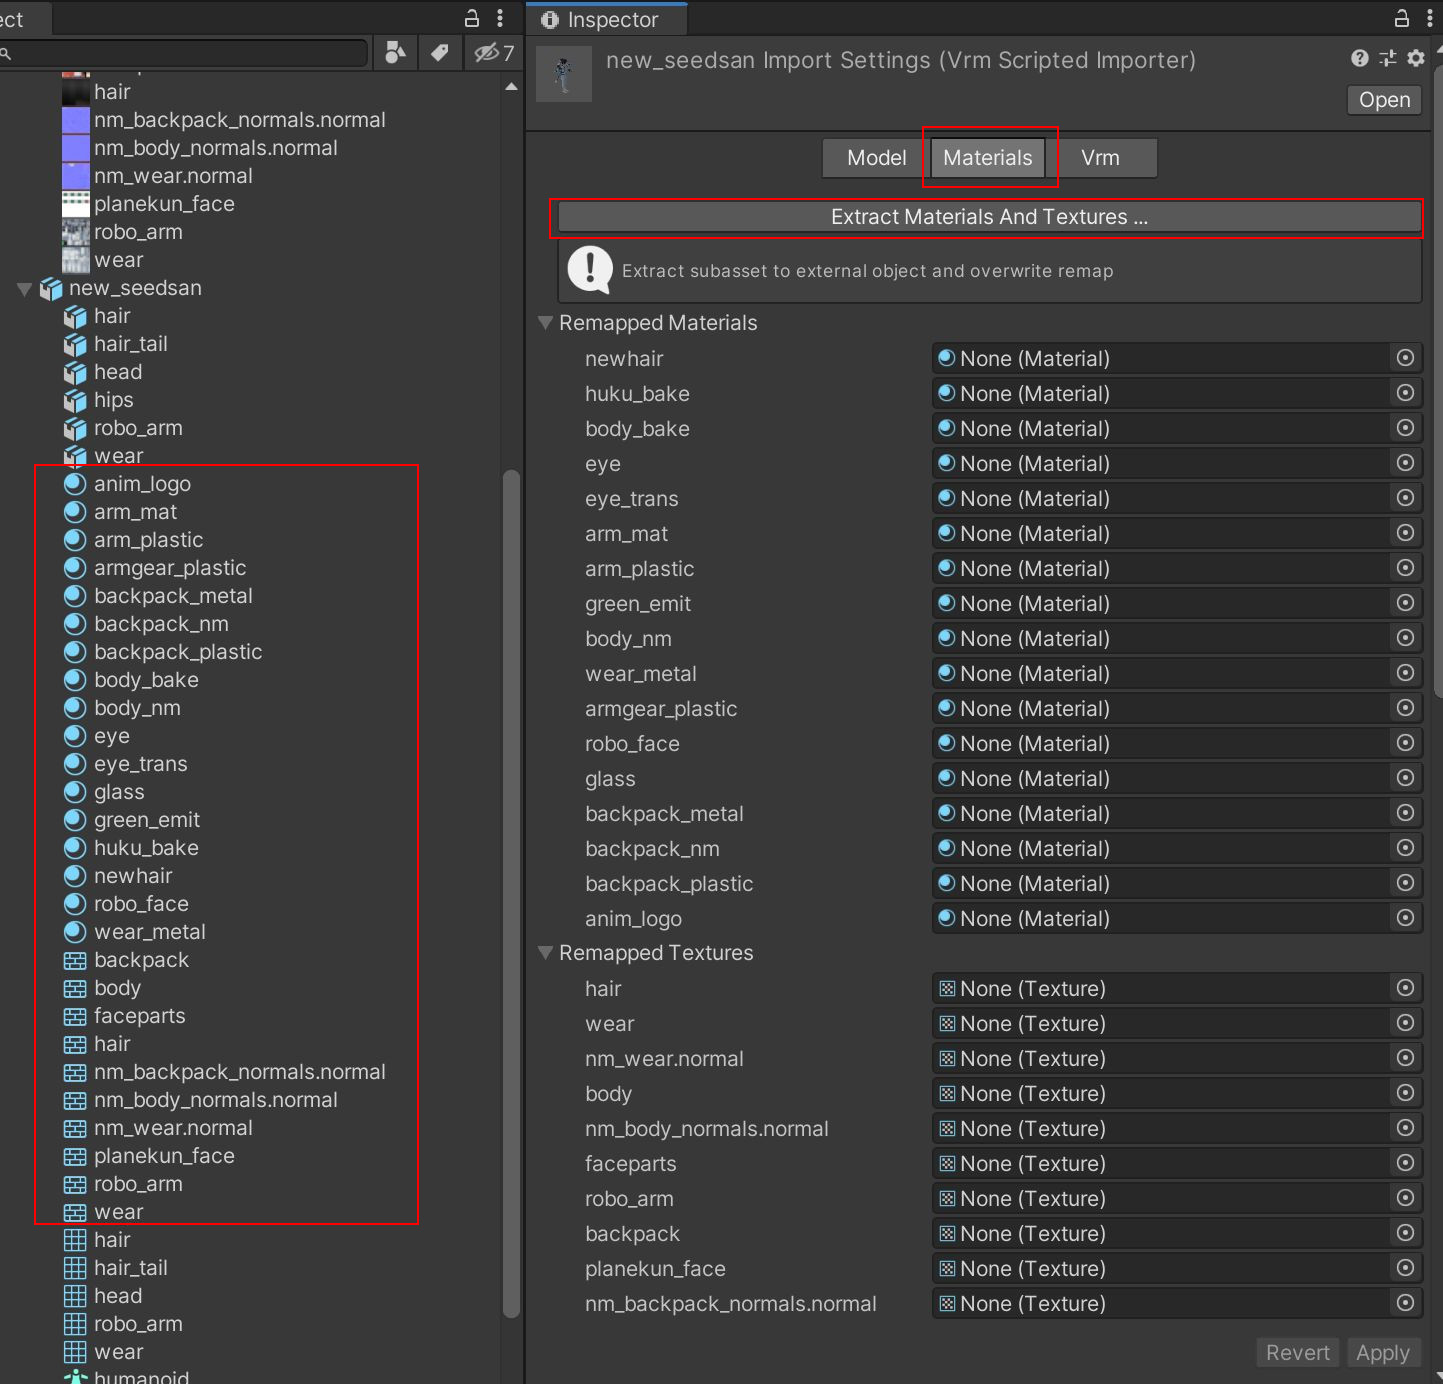 ect
7
hair
nm_backpack_normals.normal
nm_body_normals.normal
nm_wear.normal
planekun_face
robo_arm
wear
new_seedsan
hair
hair_tail
head
hips
robo_arm
wear
anim_logo
arm_mat
arm_plastic
armgear_plastic
backpack_metal
backpack_nm
backpack_plastic
body_bake
body_nm
eye
eye_trans
glass
green_emit
huku_bake
newhair
robo_face
wear_metal
backpack
body
faceparts
hair
nm_backpack_normals.normal
nm_body_normals.normal
nm_wear.normal
planekun_face
robo_arm
wear
hair
hair_tail
head
robo_arm
wear
humanoid
Inspector
new_seedsan Import Settings (Vrm Scripted Importer)
Open
Model Materials Vrm
Extract Materials And Textures ...
Extract subasset to external object and overwrite remap
Remapped Materials
newhair None (Material)
huku_bake None (Material)
body_bake None (Material)
eye None (Material)
eye_trans None (Material)
arm_mat None (Material)
arm_plastic None (Material)
green_emit None (Material)
body_nm None (Material)
wear_metal None (Material)
armgear_plastic None (Material)
robo_face None (Material)
glass None (Material)
backpack_metal None (Material)
backpack_nm None (Material)
backpack_plastic None (Material)
anim_logo None (Material)
Remapped Textures
hair None (Texture)
wear None (Texture)
nm_wear.normal None (Texture)
body None (Texture)
nm_body_normals.normal None (Texture)
faceparts None (Texture)
robo_arm None (Texture)
backpack None (Texture)
planekun_face None (Texture)
nm_backpack_normals.normal None (Texture)
Revert Apply